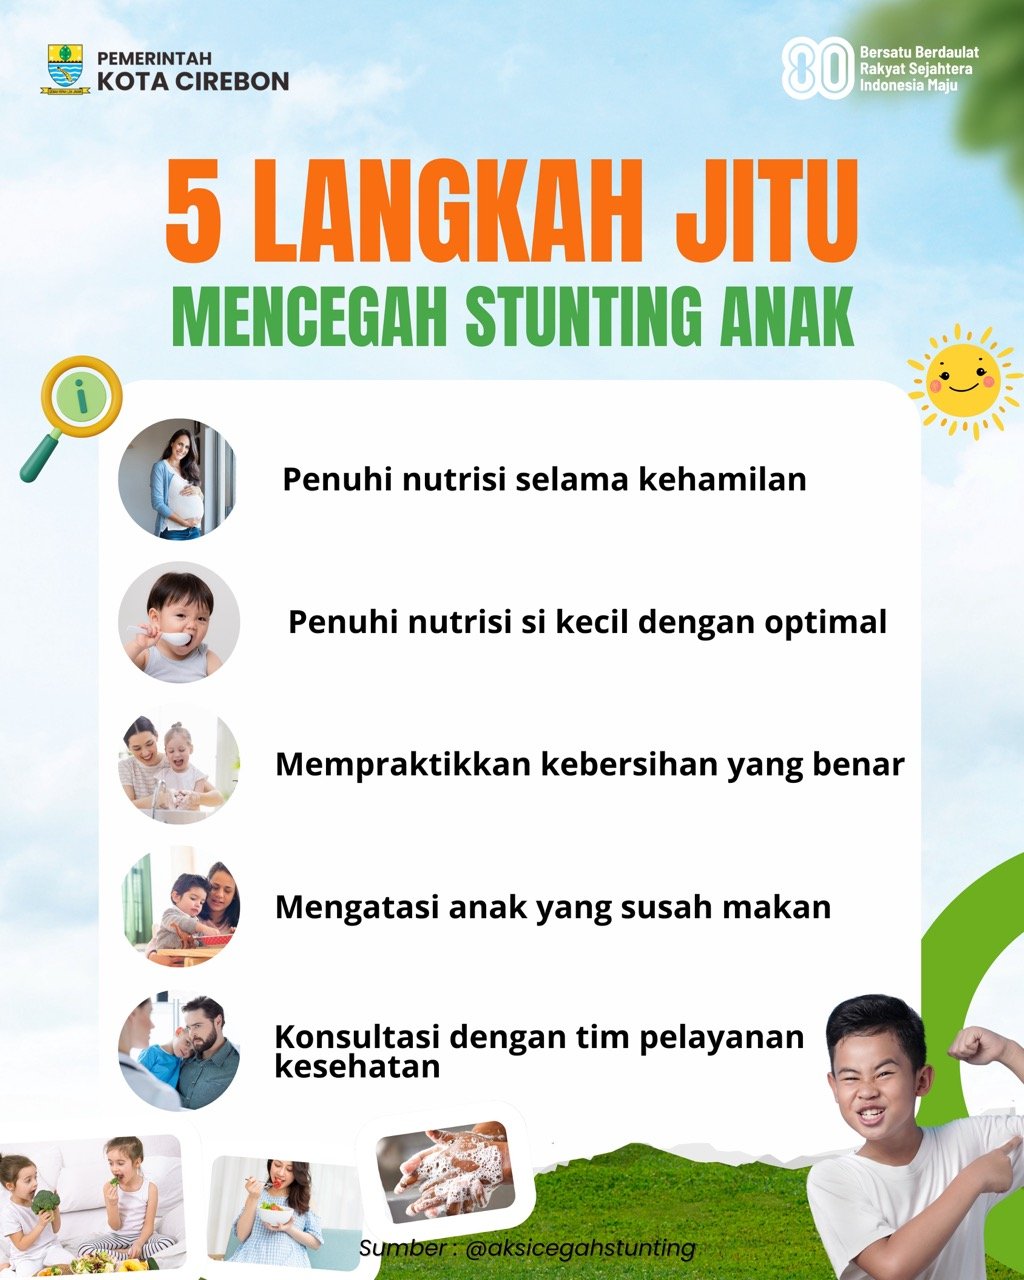 PEMERINTAH
KOTA CIREBON
80
Bersatu Berdaulat
Rakyat Sejahtera
Indonesia Maju
5 LANGKAH JITU
MENCEGAH STUNTING ANAK
i
Penuhi nutrisi selama kehamilan
Penuhi nutrisi si kecil dengan optimal
Mempraktikkan kebersihan yang benar
Mengatasi anak yang susah makan
Konsultasi dengan tim pelayanan
kesehatan
Sumber : @aksicegahstunting